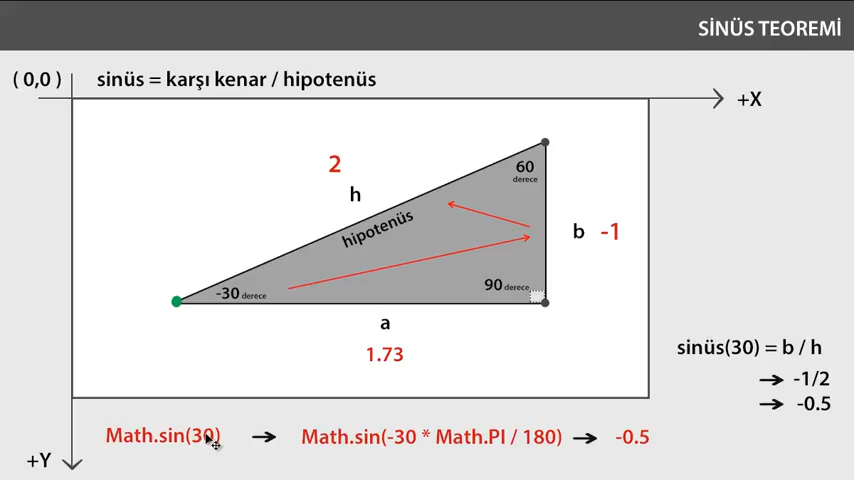 SİNÜS TEOREMİ
( 0,0 )
sinüs = karşı kenar / hipotenüs
+X
2
h
hipotenüs
60
derece
b -1
-30 derece
90 derece
a
1.73
sinüs(30) = b / h
-1/2
-0.5
Math.sin(30)
Math.sin(-30 * Math.PI / 180)
-0.5
+Y